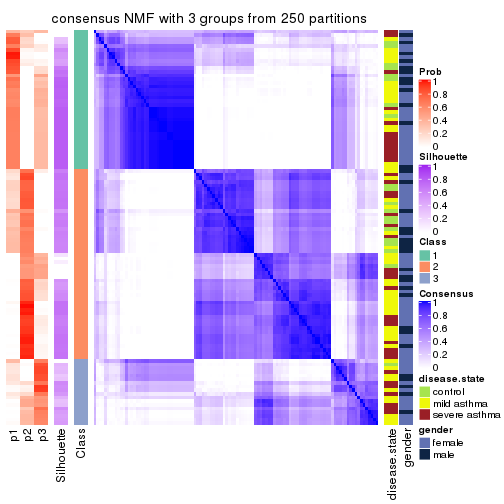 consensus NMF with 3 groups from 250 partitions
Prob
1
0.8
0.6
0.4
0.2
0
Silhouette
1
0.8
0.6
0.4
0.2
0
Class
1
2
3
Consensus
1
0.8
0.6
0.4
0.2
0
disease.state
control
mild asthma
severe asthma
gender
female
male
p1
p2
p3
Silhouette
Class
disease.state
gender